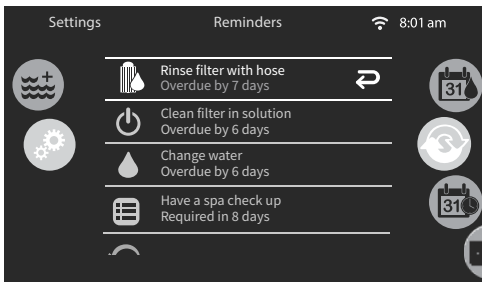 Settings Reminders 8:01 am
Rinse filter with hose
Overdue by 7 days
31
Clean filter in solution
Overdue by 6 days
Change water
Overdue by 6 days
Have a spa check up
Required in 8 days
31